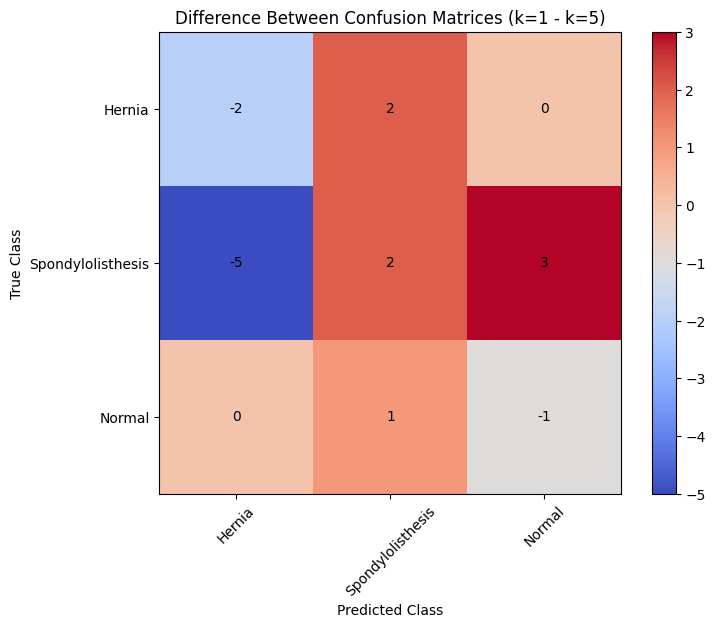 Difference Between Confusion Matrices (k=1 - k=5)
True Class
Hernia
-2 2 0
Spondylolisthesis
-5 2 3
Normal
0 1 -1
Hernia
Spondylolisthesis
Normal
Predicted Class
3
2
1
0
−1
−2
−3
−4
−5